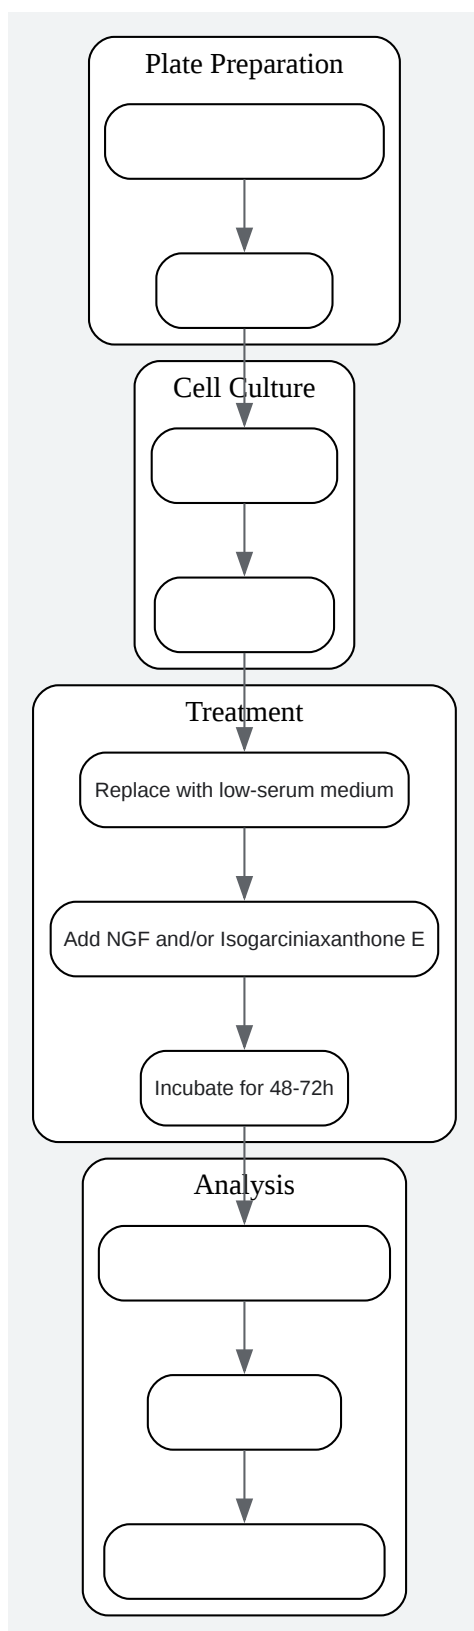 Plate Preparation
Cell Culture
Treatment
Replace with low-serum medium
Add NGF and/or Isogarciniaxanthone E
Incubate for 48-72h
Analysis